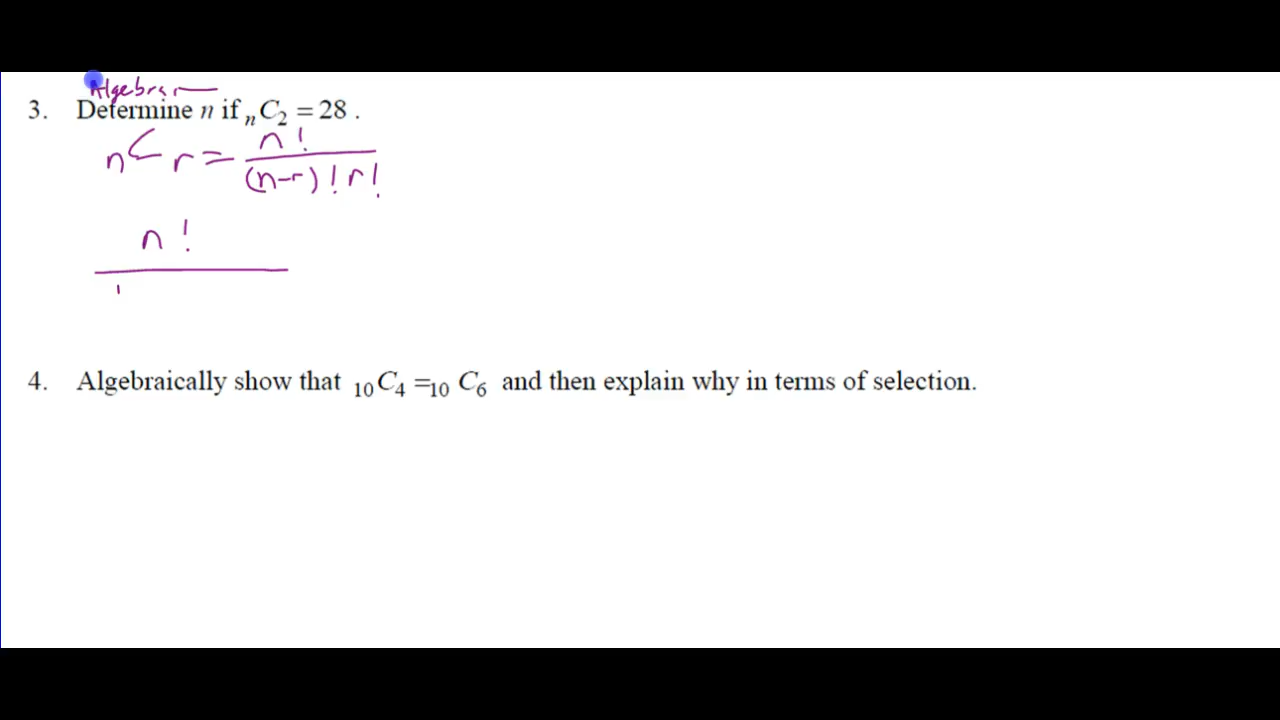 Algebra
3. Determine n if ₙC₂ = 28 .
nCr = n! / (n-r)! r!
n!
4. Algebraically show that ₁₀C₄ =₁₀ C₆ and then explain why in terms of selection.